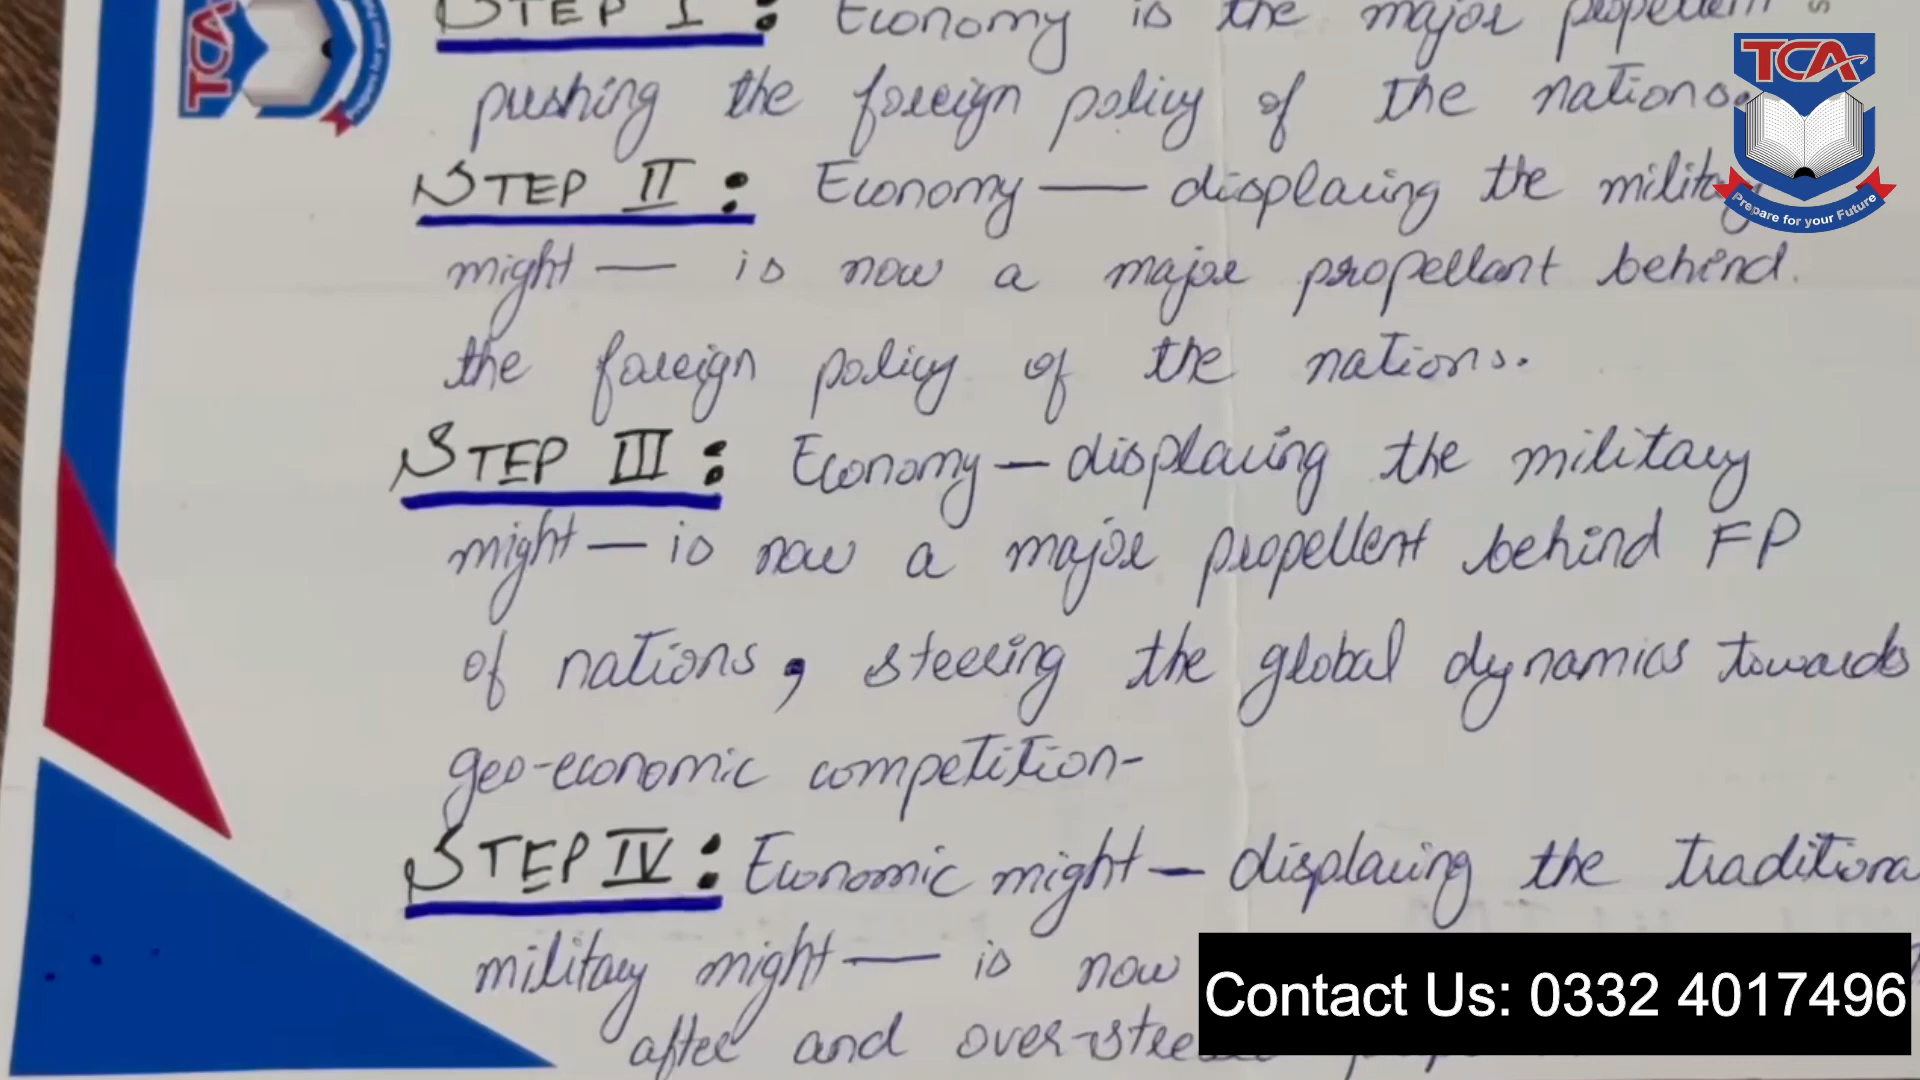 TCA
STEP I : Economy is the major propellent
pushing the foreign policy of the nations.
STEP II : Economy — displacing the military
might — is now a major propellant behind
the foreign policy of the nations.
STEP III : Economy — displacing the military
might — is now a major propellent behind FP
of nations, steering the global dynamics towards
geo-economic competition-
STEP IV : Economic might — displacing the traditiona
military might — is now
after and over-stee
TCA
Prepare for your Future
Contact Us: 0332 4017496